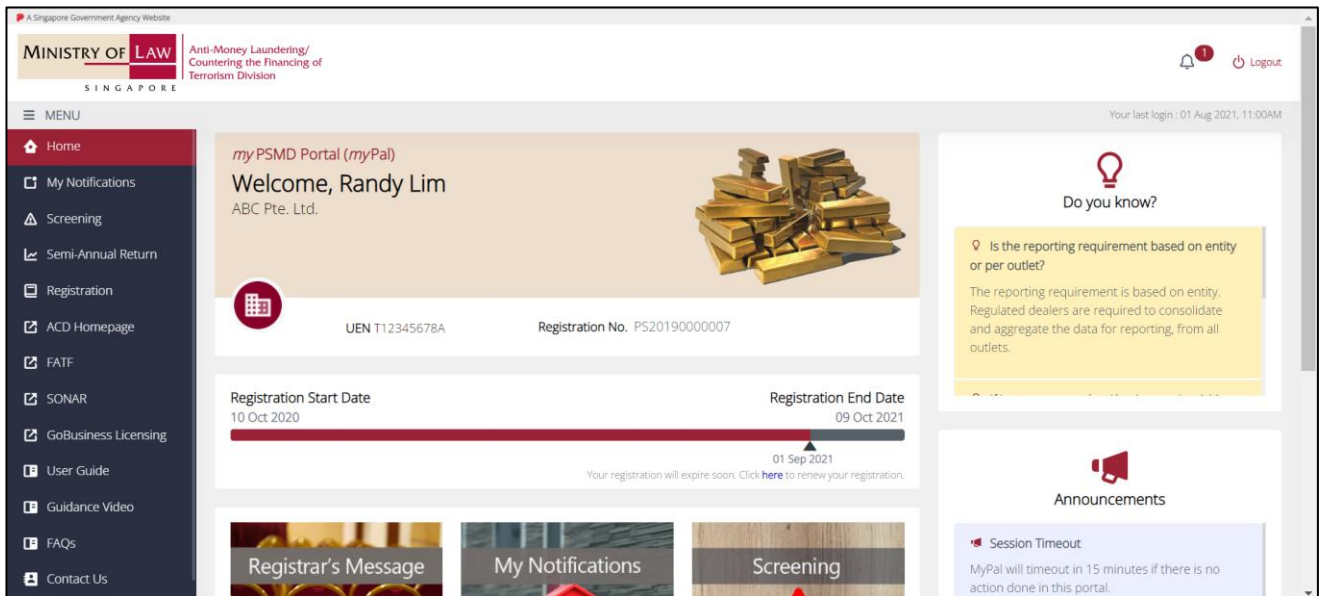 A Singapore Government Agency Website
MINISTRY OF LAW
SINGAPORE
Anti-Money Laundering/
Countering the Financing of
Terrorism Division
1
Logout
MENU
Your last login : 01 Aug 2021, 11:00AM
Home
My Notifications
Screening
Semi-Annual Return
Registration
ACD Homepage
FATF
SONAR
GoBusiness Licensing
User Guide
Guidance Video
FAQs
Contact Us
my PSMD Portal (myPal)
Welcome, Randy Lim
ABC Pte. Ltd.
UEN T12345678A
Registration No. PS20190000007
Registration Start Date
10 Oct 2020
Registration End Date
09 Oct 2021
01 Sep 2021
Your registration will expire soon. Click here to renew your registration.
Registrar's Message
My Notifications
Screening
Do you know?
Is the reporting requirement based on entity
or per outlet?
The reporting requirement is based on entity.
Regulated dealers are required to consolidate
and aggregate the data for reporting, from all
outlets.
Announcements
Session Timeout
MyPal will timeout in 15 minutes if there is no
action done in this portal.